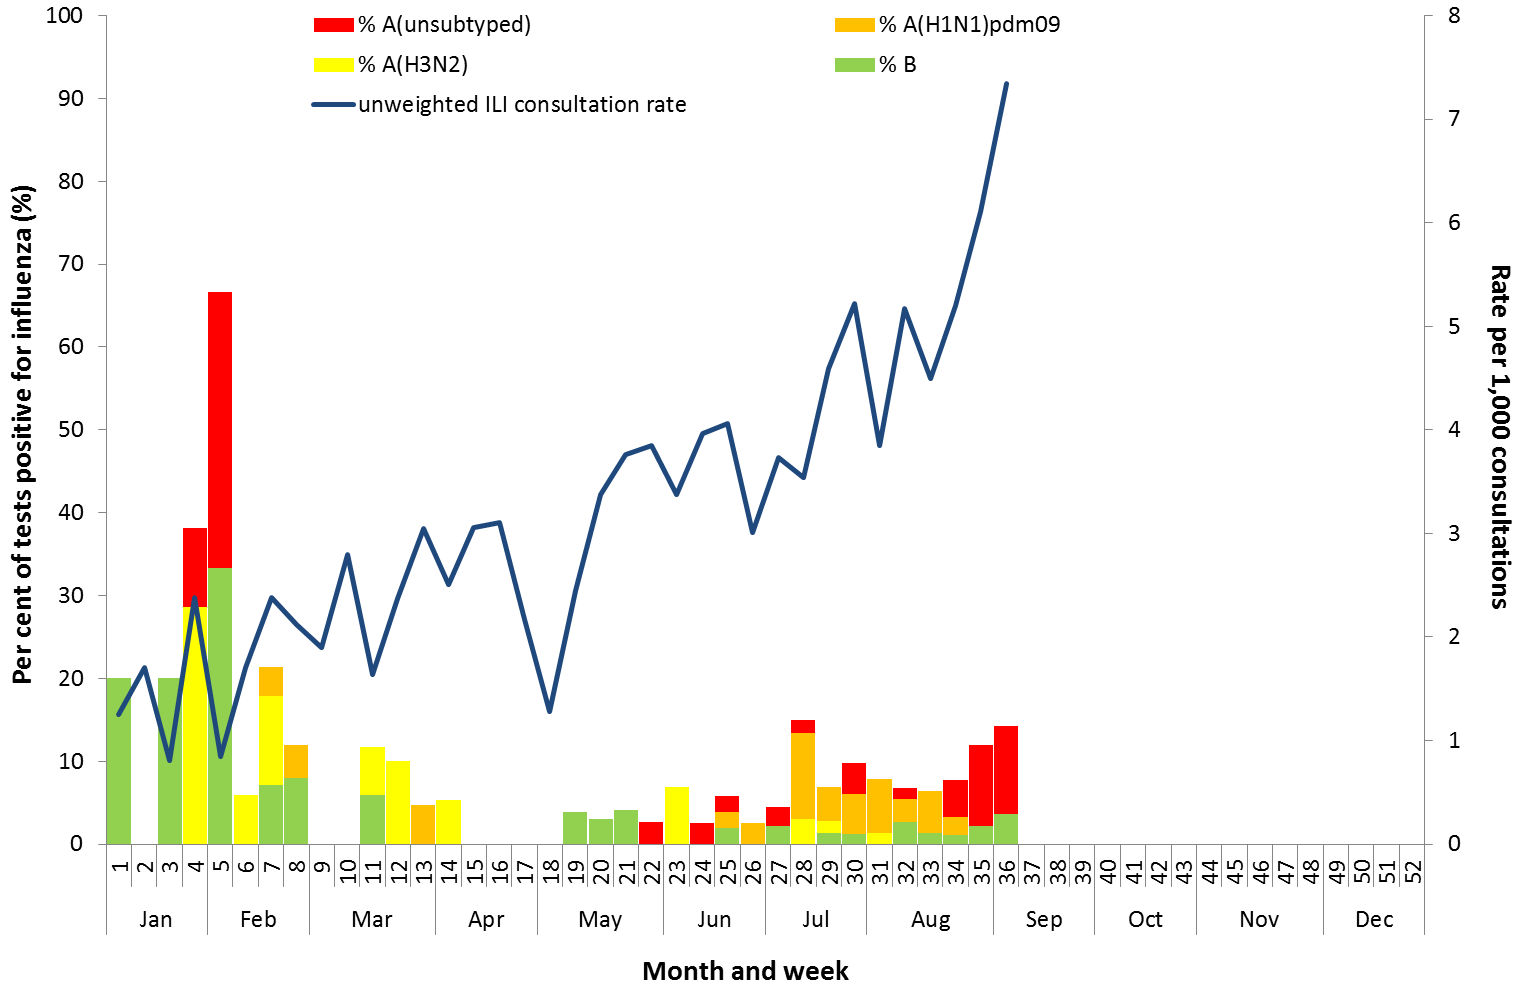 % A(unsubtyped)
% A(H1N1)pdm09
% A(H3N2)
% B
unweighted ILI consultation rate
Per cent of tests positive for influenza (%)
100
90
80
70
60
50
40
30
20
10
0
8
7
6
5
4
3
2
1
0
Rate per 1,000 consultations
1 2 3 4 5 6 7 8 9 10 11 12 13 14 15 16 17 18 19 20 21 22 23 24 25 26 27 28 29 30 31 32 33 34 35 36 37 38 39 40 41 42 43 44 45 46 47 48 49 50 51 52
Jan Feb Mar Apr May Jun Jul Aug Sep Oct Nov Dec
Month and week